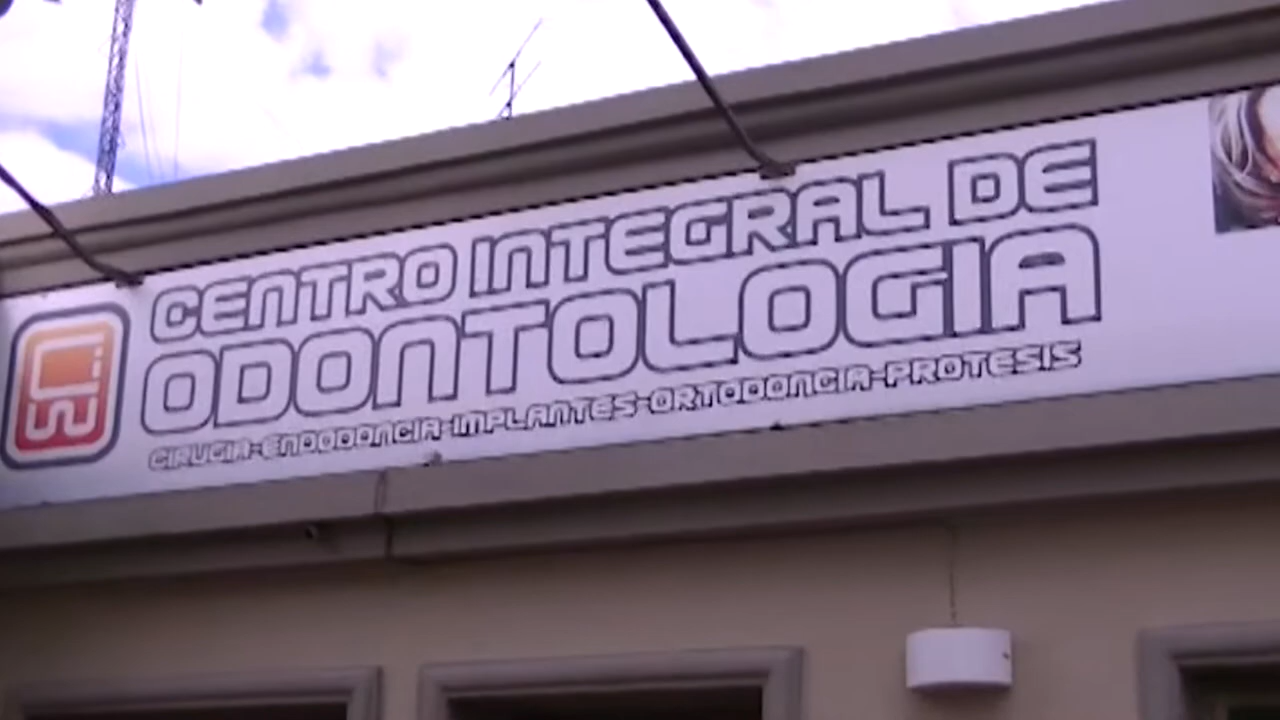 CENTRO INTEGRAL DE
ODONTOLOGIA
CIRUGIA-ENDODONCIA-IMPLANTES-ORTODONCIA-PROTESIS